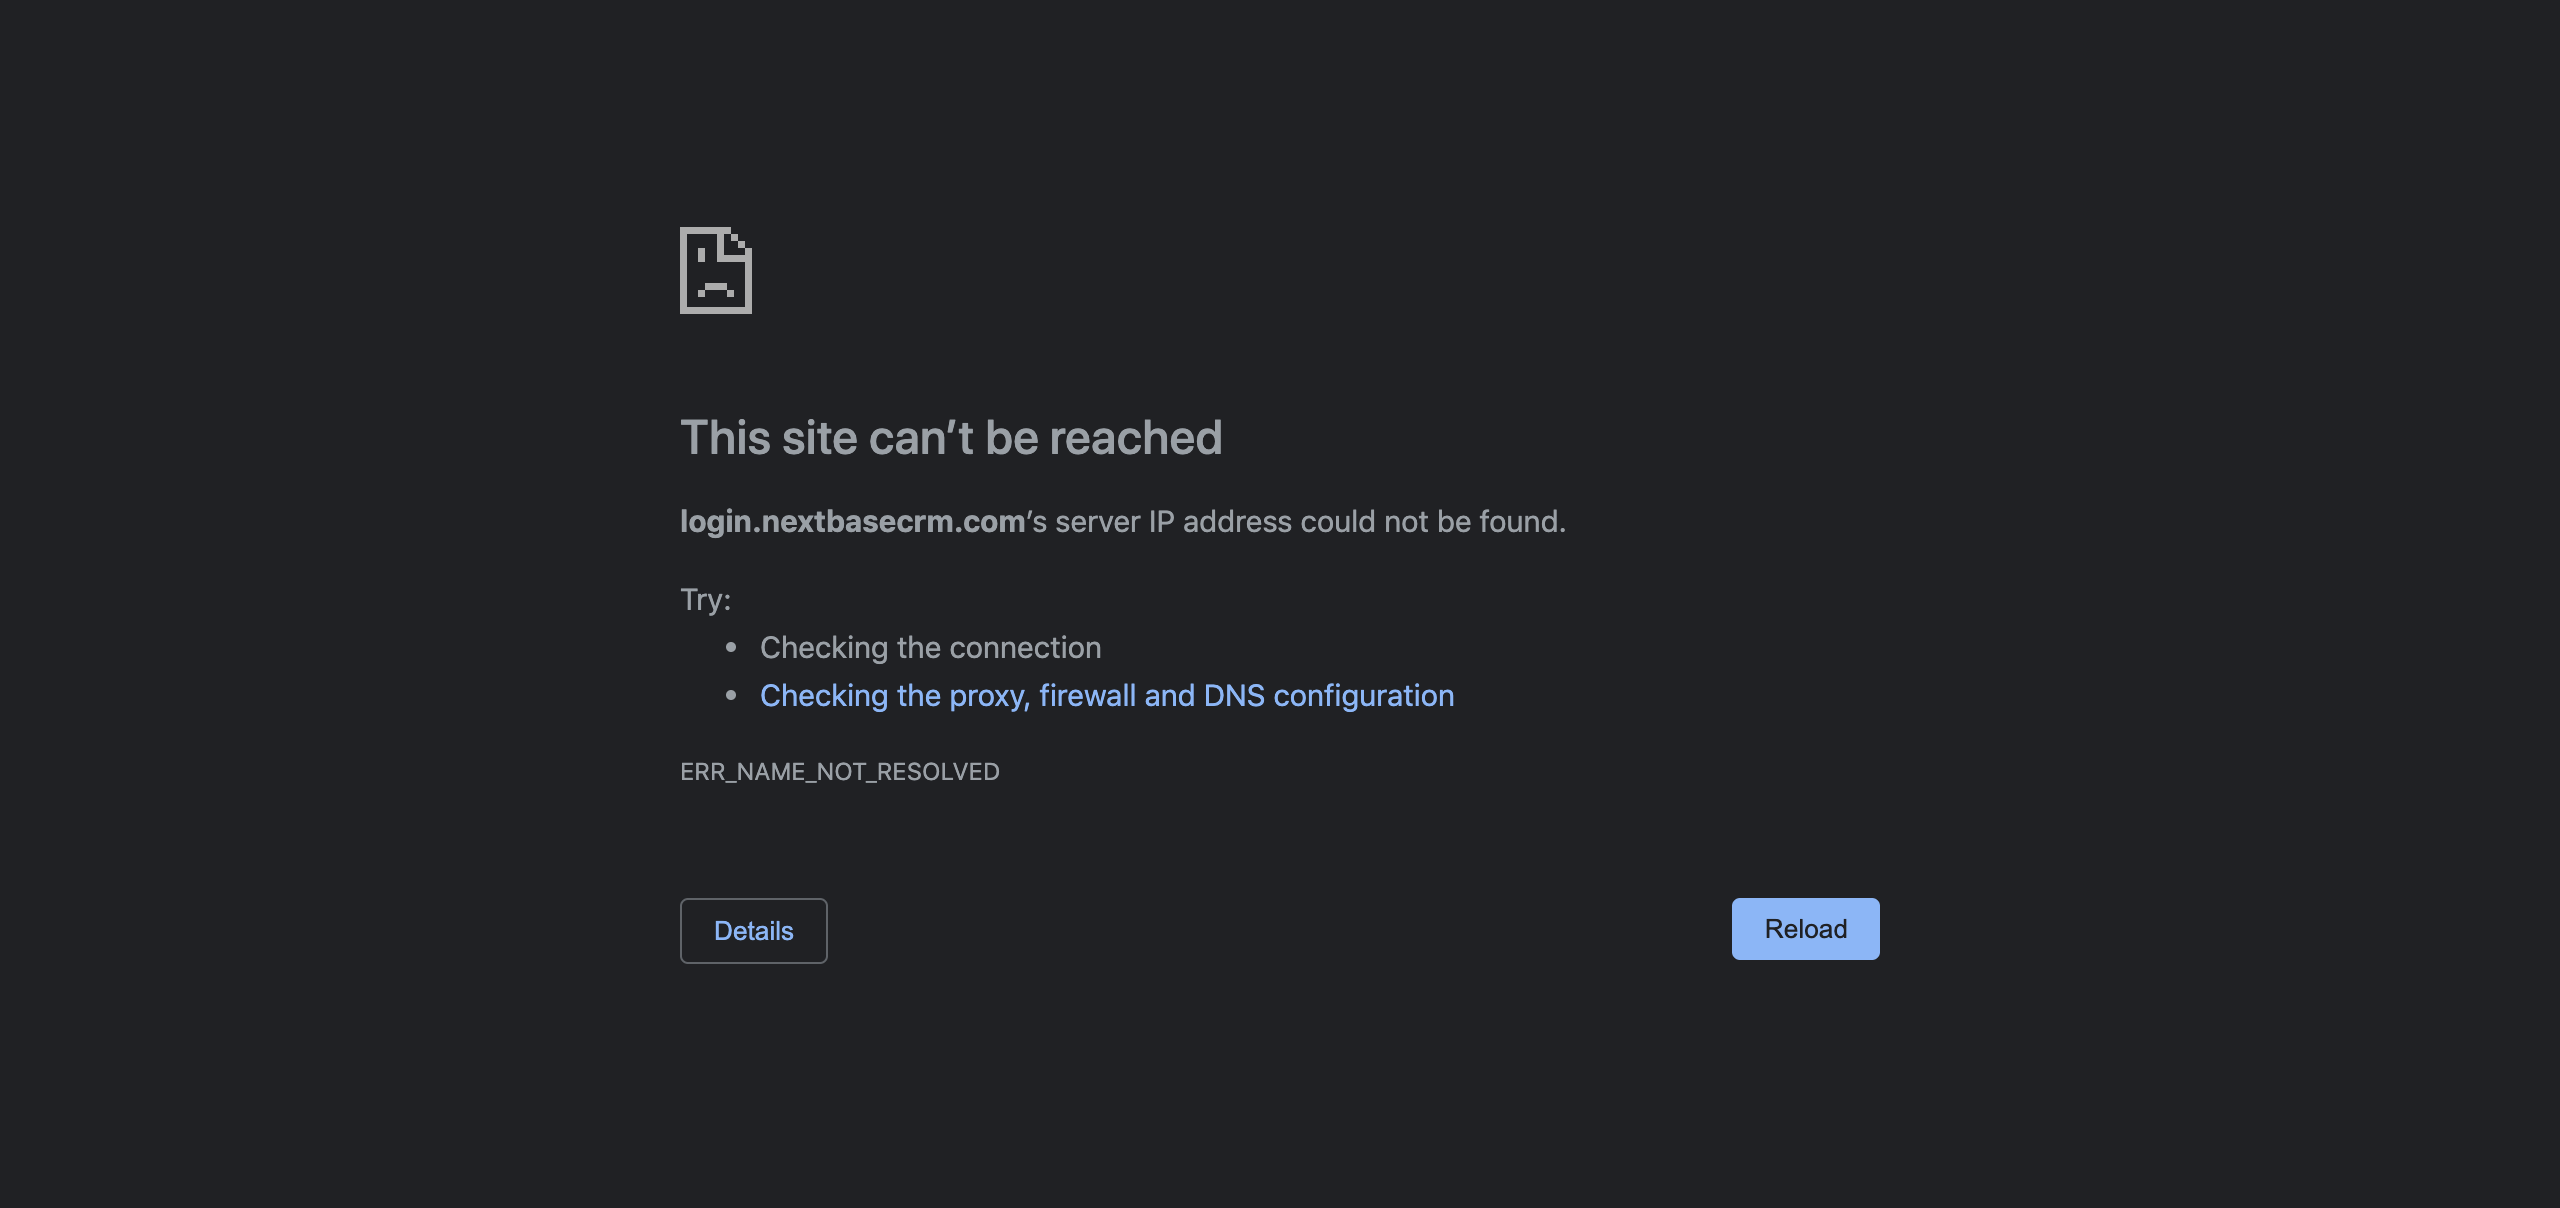 This site can’t be reached
login.nextbasecrm.com’s server IP address could not be found.
Try:
• Checking the connection
• Checking the proxy, firewall and DNS configuration
ERR_NAME_NOT_RESOLVED
Details
Reload